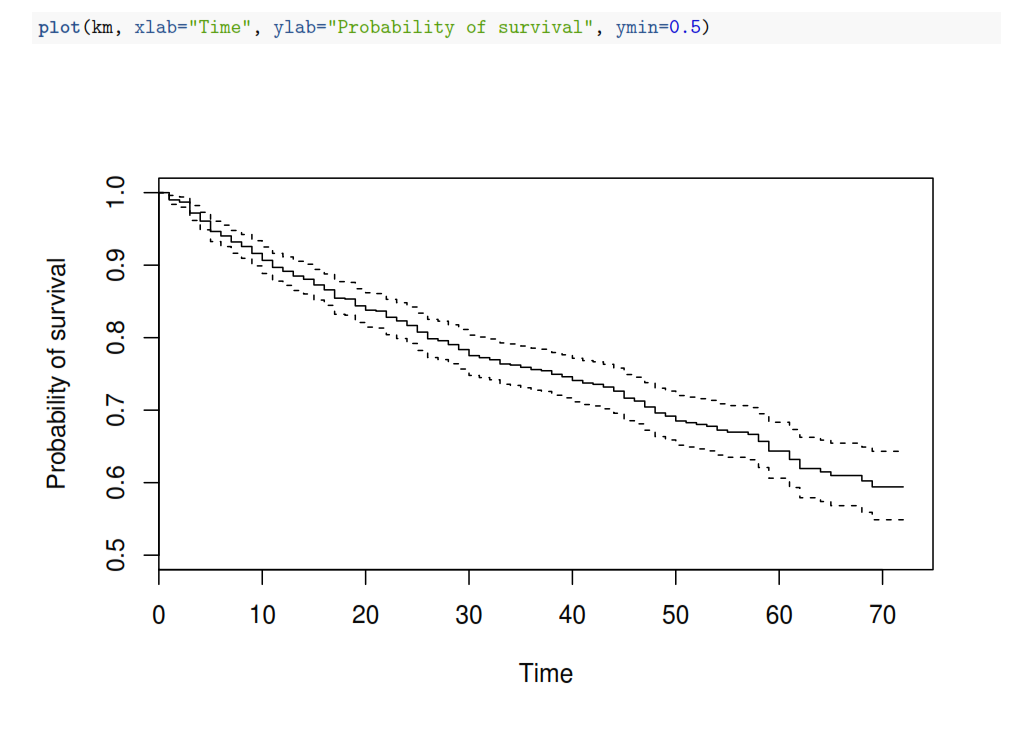 plot(km, xlab="Time", ylab="Probability of survival", ymin=0.5)
Probability of survival
1.0
0.9
0.8
0.7
0.6
0.5
0 10 20 30 40 50 60 70
Time